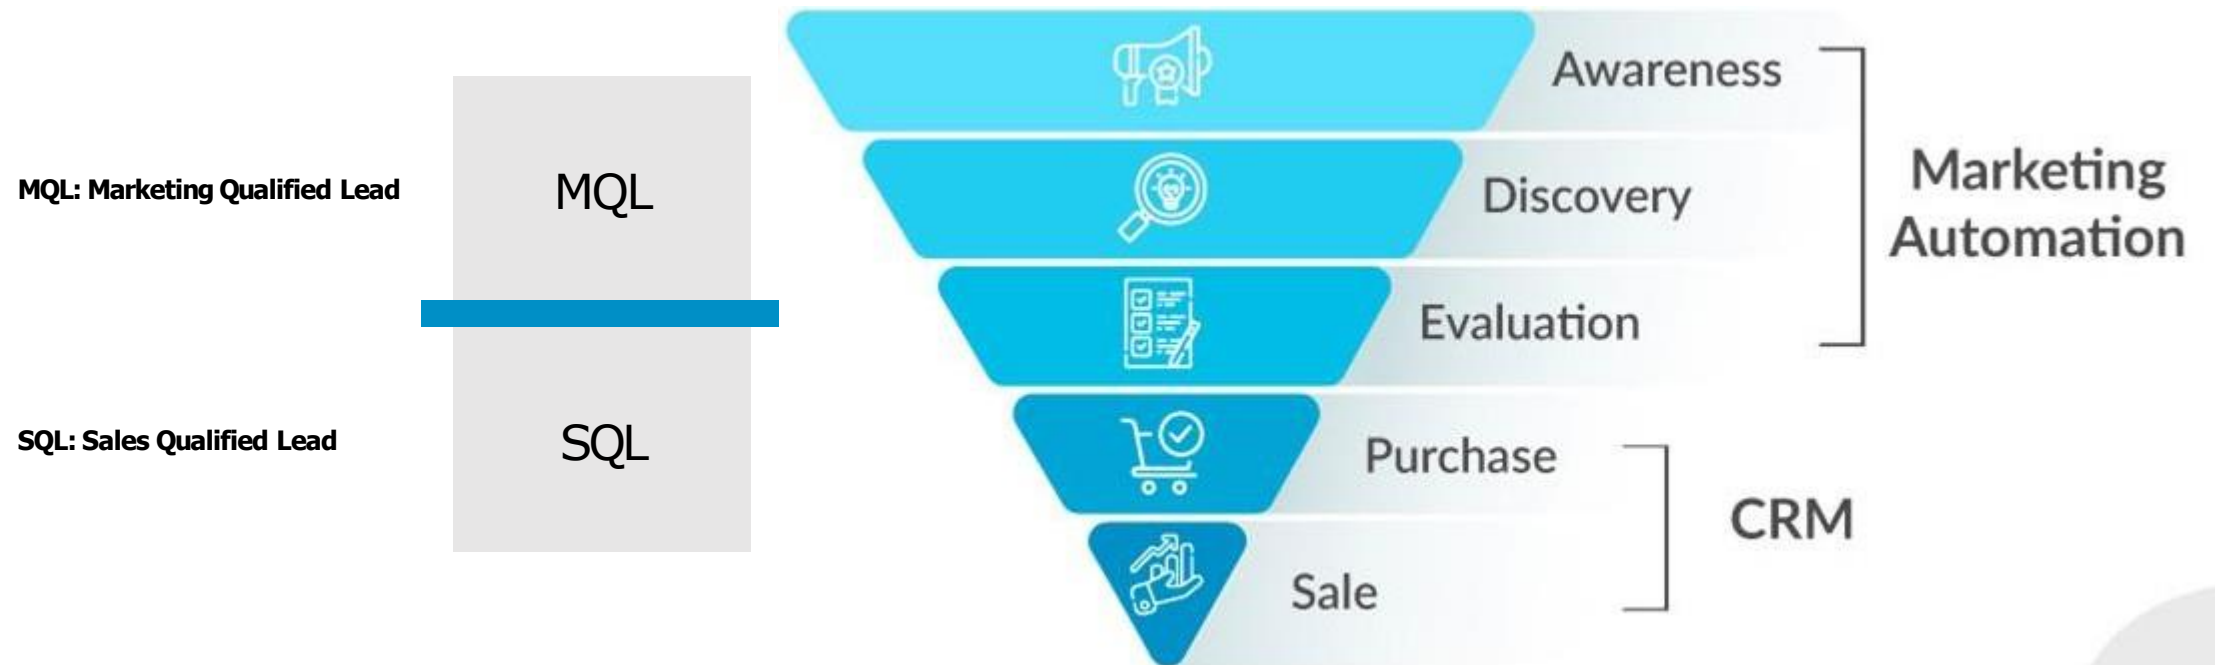 MQL: Marketing Qualified Lead
MQL
SQL: Sales Qualified Lead
SQL
Awareness
Discovery
Evaluation
Purchase
Sale
Marketing
Automation
CRM